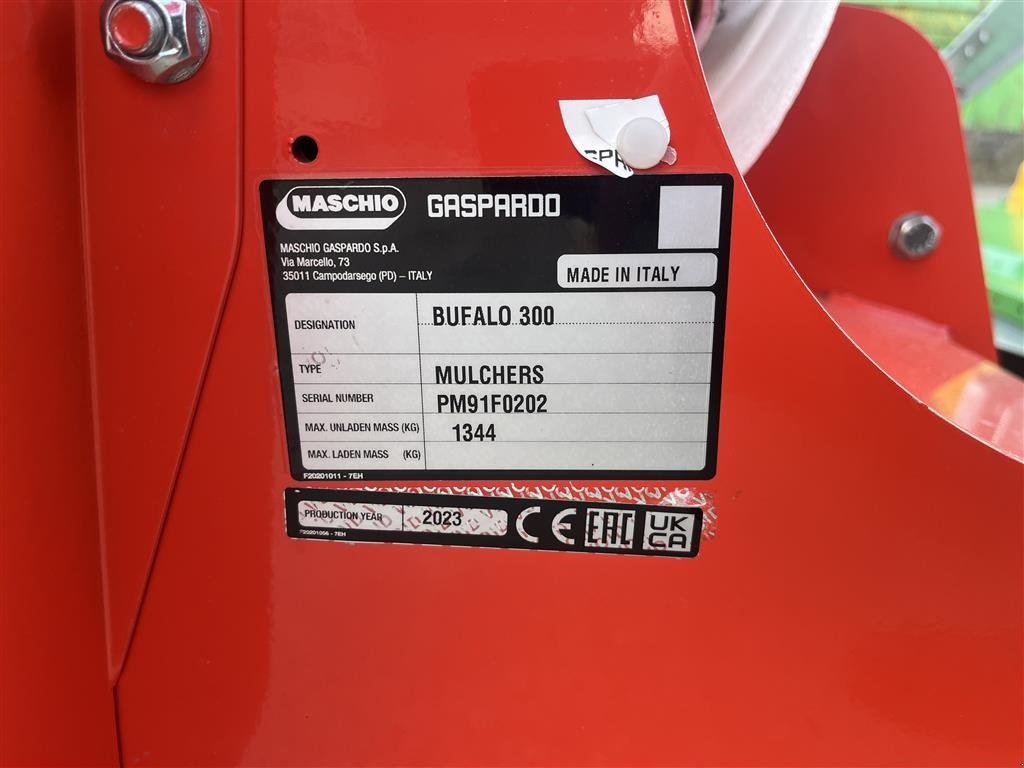 MASCHIO GASPARDO
MASCHIO GASPARDO S.p.A.
Via Marcello, 73
35011 Campodarsego (PD) – ITALY
MADE IN ITALY
DESIGNATION BUFALO 300
TYPE MULCHERS
SERIAL NUMBER PM91F0202
MAX. UNLADEN MASS (KG) 1344
MAX. LADEN MASS (KG)
F20201011 - 7EH
PRODUCTION YEAR 2023 CE EAC UK
CA
F20201056 - 7EH